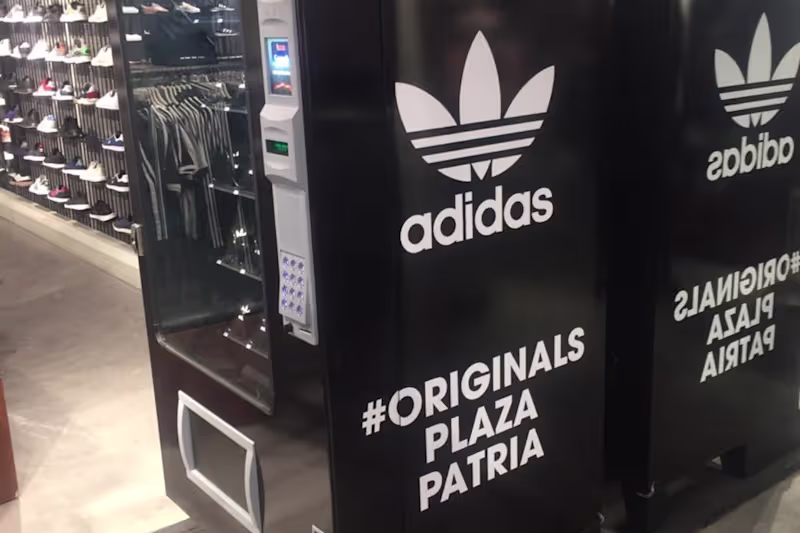 adidas
#ORIGINALS
PLAZA
PATRIA
adidas
#ORIGINALS
PLAZA
PATRIA